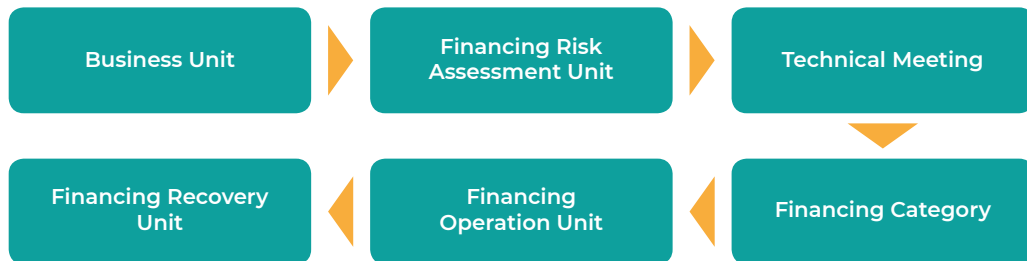 Business Unit
Financing Risk
Assessment Unit
Technical Meeting
Financing Recovery
Unit
Financing
Operation Unit
Financing Category